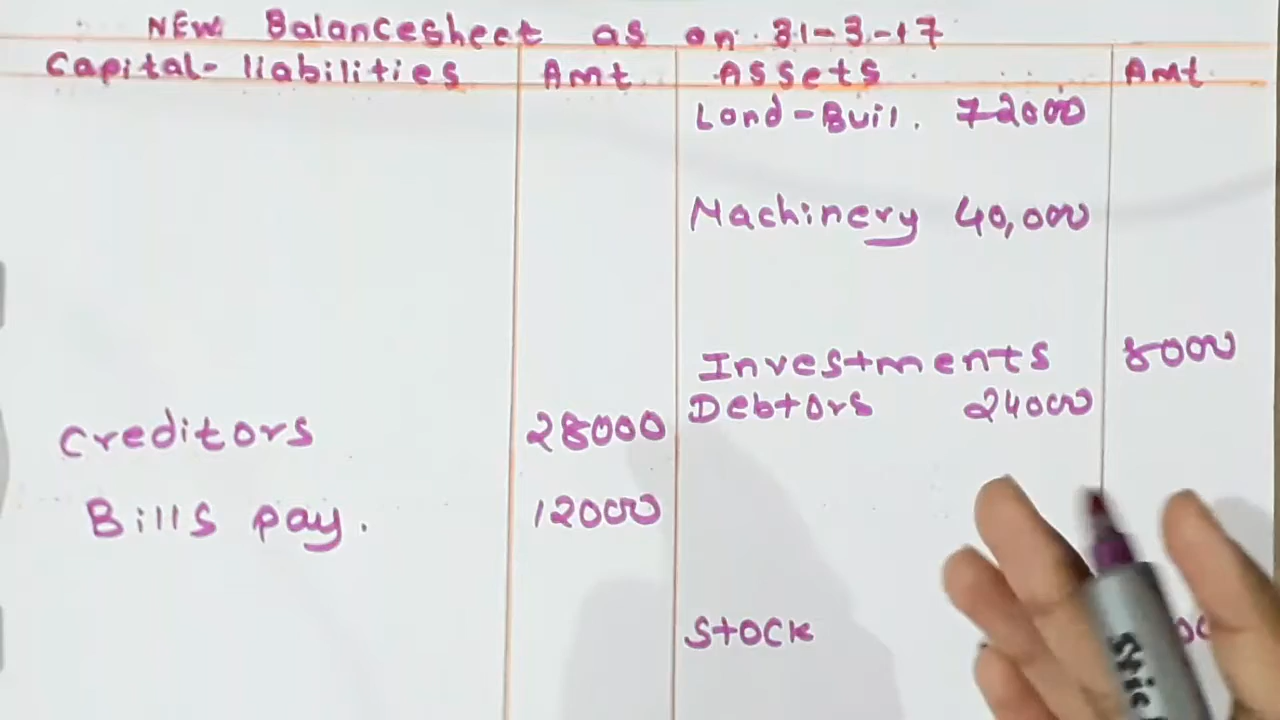 NEW Balancesheet as on 31-3-17
Capital- liabilities Amt Assets Amt
Land-Buil. 72000
Machinery 40,000
Investments 8000
Debtors 24000
Creditors 28000
Bills pay. 12000
Stock